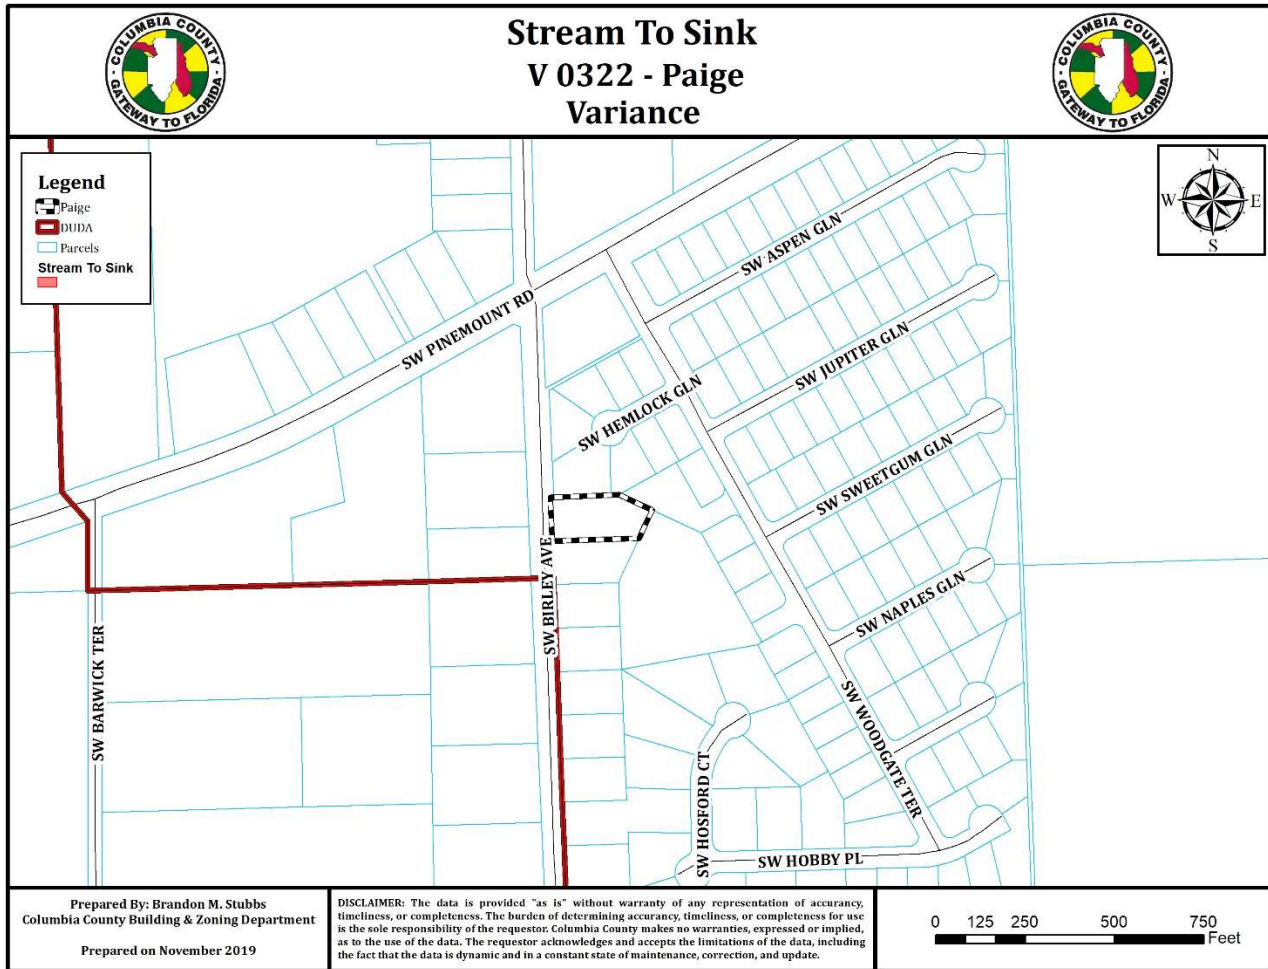 COLUMBIA COUNTY
GATEWAY TO FLORIDA
Stream To Sink
V 0322 - Paige
Variance
COLUMBIA COUNTY
GATEWAY TO FLORIDA
Legend
Paige
DUDA
Parcels
Stream To Sink
N
W
E
S
SW ASPEN GLN
SW PINEMOUNT RD
SW JUPITER GLN
SW HEMLOCK GLN
SW SWEETGUM GLN
SW BIRLEY AVE
SW NAPLES GLN
SW BARWICK TER
SW WOODGATE TER
SW HOSFORD CT
SW HOBBY PL
Prepared By: Brandon M. Stubbs
Columbia County Building & Zoning Department
Prepared on November 2019
DISCLAIMER: The data is provided "as is" without warranty of any representation of accuracy,
timeliness, or completeness. The burden of determining accuracy, timeliness, or completeness for use
is the sole responsibility of the requestor. Columbia County makes no warranties, expressed or implied,
as to the use of the data. The requestor acknowledges and accepts the limitations of the data, including
the fact that the data is dynamic and in a constant state of maintenance, correction, and update.
0 125 250 500 750
Feet